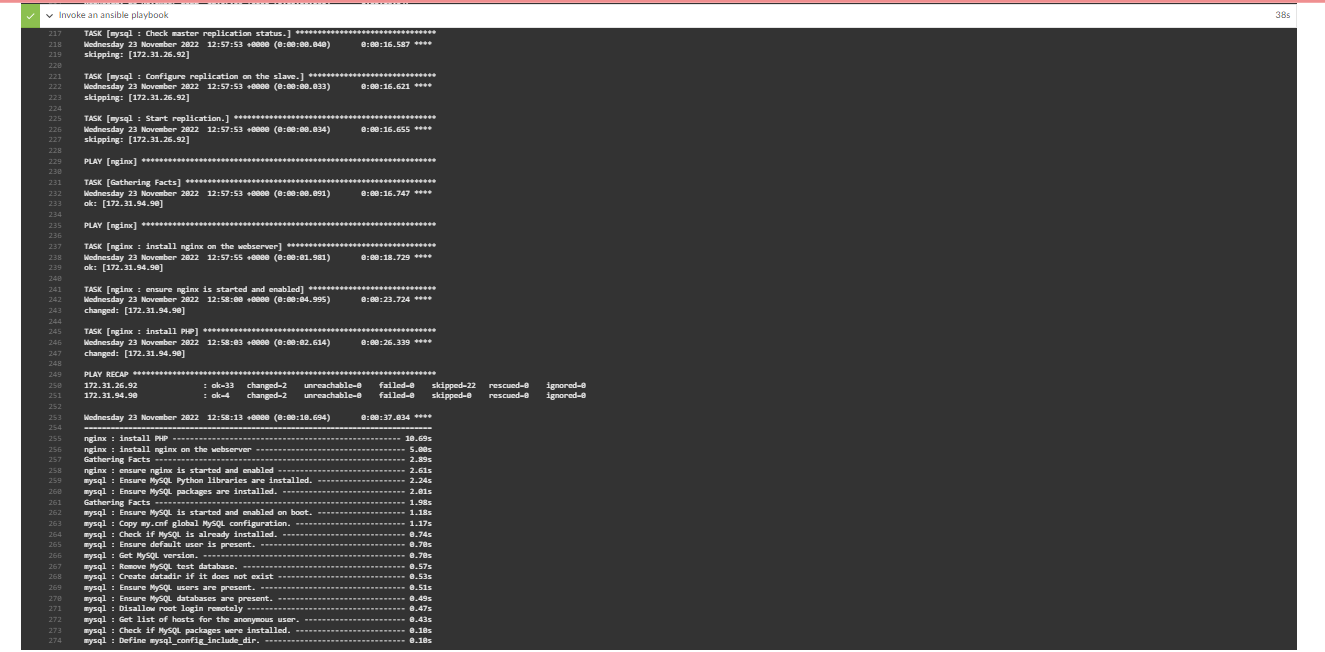 Invoke an ansible playbook 38s
217 TASK [mysql : Check master replication status.] *******************************
218 Wednesday 23 November 2022  12:57:53 +0000 (0:00:00.040)       0:00:16.587 ****
219 skipping: [172.31.26.92]
220
221 TASK [mysql : Configure replication on the slave.] ****************************
222 Wednesday 23 November 2022  12:57:53 +0000 (0:00:00.033)       0:00:16.621 ****
223 skipping: [172.31.26.92]
224
225 TASK [mysql : Start replication.] *********************************************
226 Wednesday 23 November 2022  12:57:53 +0000 (0:00:00.034)       0:00:16.655 ****
227 skipping: [172.31.26.92]
228
229 PLAY [nginx] ******************************************************************
230
231 TASK [Gathering Facts] ********************************************************
232 Wednesday 23 November 2022  12:57:53 +0000 (0:00:00.091)       0:00:16.747 ****
233 ok: [172.31.94.90]
234
235 PLAY [nginx] ******************************************************************
236
237 TASK [nginx : install nginx on the webserver] *********************************
238 Wednesday 23 November 2022  12:57:55 +0000 (0:00:01.981)       0:00:18.729 ****
239 ok: [172.31.94.90]
240
241 TASK [nginx : ensure nginx is started and enabled] ****************************
242 Wednesday 23 November 2022  12:58:00 +0000 (0:00:04.995)       0:00:23.724 ****
243 changed: [172.31.94.90]
244
245 TASK [nginx : install PHP] ****************************************************
246 Wednesday 23 November 2022  12:58:03 +0000 (0:00:02.614)       0:00:26.339 ****
247 changed: [172.31.94.90]
248
249 PLAY RECAP ********************************************************************
250 172.31.26.92               : ok=33   changed=2    unreachable=0    failed=0    skipped=22   rescued=0    ignored=0
251 172.31.94.90               : ok=4    changed=2    unreachable=0    failed=0    skipped=0    rescued=0    ignored=0
252
253 Wednesday 23 November 2022  12:58:13 +0000 (0:00:10.694)       0:00:37.034 ****
254 ===============================================================================
255 nginx : install PHP ---------------------------------------------------- 10.69s
256 nginx : install nginx on the webserver ---------------------------------- 5.00s
257 Gathering Facts --------------------------------------------------------- 2.89s
258 nginx : ensure nginx is started and enabled ----------------------------- 2.61s
259 mysql : Ensure MySQL Python libraries are installed. -------------------- 2.24s
260 mysql : Ensure MySQL packages are installed. ---------------------------- 2.01s
261 Gathering Facts --------------------------------------------------------- 1.98s
262 mysql : Ensure MySQL is started and enabled on boot. -------------------- 1.18s
263 mysql : Copy my.cnf global MySQL configuration. ------------------------- 1.17s
264 mysql : Check if MySQL is already installed. ---------------------------- 0.74s
265 mysql : Ensure default user is present. --------------------------------- 0.70s
266 mysql : Get MySQL version. ---------------------------------------------- 0.70s
267 mysql : Remove MySQL test database. ------------------------------------- 0.57s
268 mysql : Create datadir if it does not exist ----------------------------- 0.53s
269 mysql : Ensure MySQL users are present. --------------------------------- 0.51s
270 mysql : Ensure MySQL databases are present. ----------------------------- 0.49s
271 mysql : Disallow root login remotely ------------------------------------ 0.47s
272 mysql : Get list of hosts for the anonymous user. ----------------------- 0.43s
273 mysql : Check if MySQL packages were installed. ------------------------- 0.10s
274 mysql : Define mysql_config_include_dir. -------------------------------- 0.10s